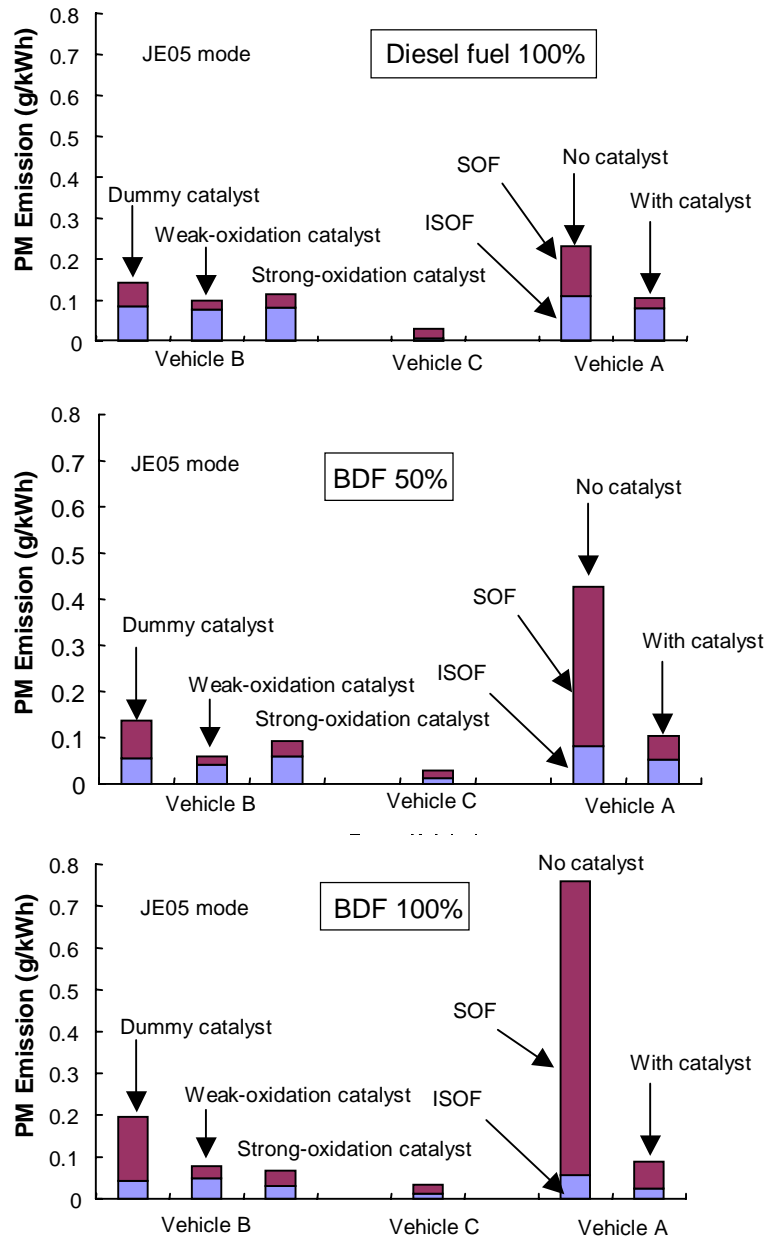 0.8
0.7
0.6
0.5
0.4
0.3
0.2
0.1
0
PM Emission (g/kWh)
JE05 mode
Diesel fuel 100%
Dummy catalyst
Weak-oxidation catalyst
Strong-oxidation catalyst
SOF
ISOF
No catalyst
With catalyst
Vehicle B
Vehicle C
Vehicle A
0.8
0.7
0.6
0.5
0.4
0.3
0.2
0.1
0
PM Emission (g/kWh)
JE05 mode
BDF 50%
Dummy catalyst
Weak-oxidation catalyst
Strong-oxidation catalyst
SOF
ISOF
No catalyst
With catalyst
Vehicle B
Vehicle C
Vehicle A
0.8
0.7
0.6
0.5
0.4
0.3
0.2
0.1
0
PM Emission (g/kWh)
JE05 mode
BDF 100%
Dummy catalyst
Weak-oxidation catalyst
Strong-oxidation catalyst
SOF
ISOF
No catalyst
With catalyst
Vehicle B
Vehicle C
Vehicle A